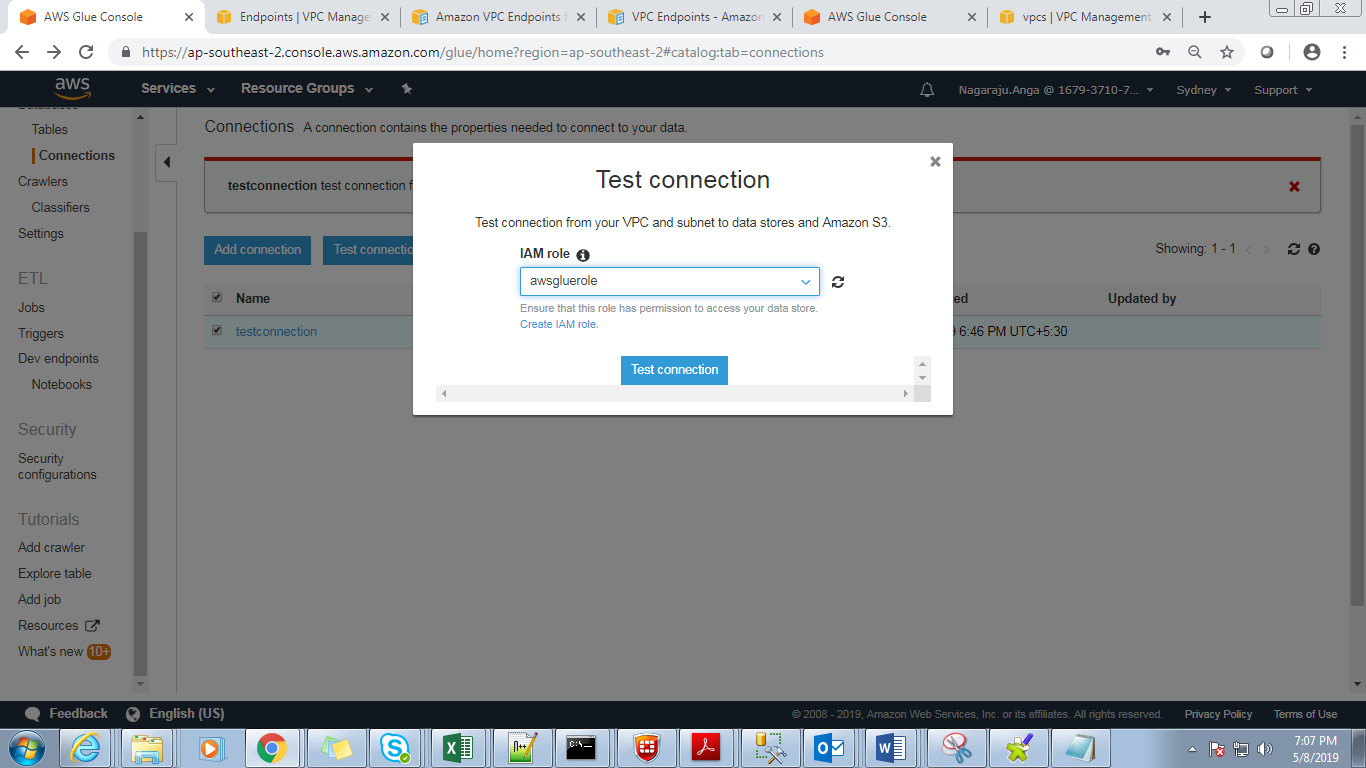 AWS Glue Console
Endpoints | VPC Manage
Amazon VPC Endpoints f
VPC Endpoints - Amazon
AWS Glue Console
vpcs | VPC Management
https://ap-southeast-2.console.aws.amazon.com/glue/home?region=ap-southeast-2#catalog:tab=connections
aws
Services
Resource Groups
Nagaraju.Anga @ 1679-3710-7...
Sydney
Support
Databases
Tables
Connections
Crawlers
Classifiers
Settings
ETL
Jobs
Triggers
Dev endpoints
Notebooks
Security
Security
configurations
Tutorials
Add crawler
Explore table
Add job
Resources
What's new 10+
Connections A connection contains the properties needed to connect to your data.
testconnection test connection f
Add connection
Test connectio
Showing: 1 - 1
Name
ed
Updated by
testconnection
9 6:46 PM UTC+5:30
Test connection
Test connection from your VPC and subnet to data stores and Amazon S3.
IAM role
awsgluerole
Ensure that this role has permission to access your data store.
Create IAM role.
Test connection
Feedback
English (US)
© 2008 - 2019, Amazon Web Services, Inc. or its affiliates. All rights reserved.
Privacy Policy
Terms of Use
7:07 PM
5/8/2019